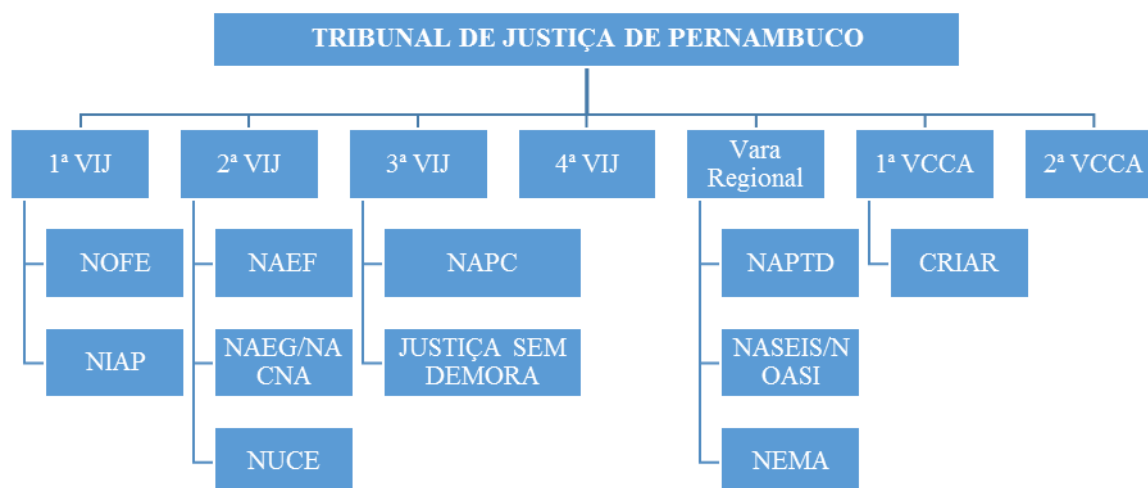 TRIBUNAL DE JUSTIÇA DE PERNAMBUCO
1ª VIJ
2ª VIJ
3ª VIJ
4ª VIJ
Vara
Regional
1ª VCCA
2ª VCCA
NOFE
NAEF
NAPC
NAPTD
CRIAR
NIAP
NAEG/NA
CNA
JUSTIÇA SEM
DEMORA
NASEIS/N
OASI
NUCE
NEMA